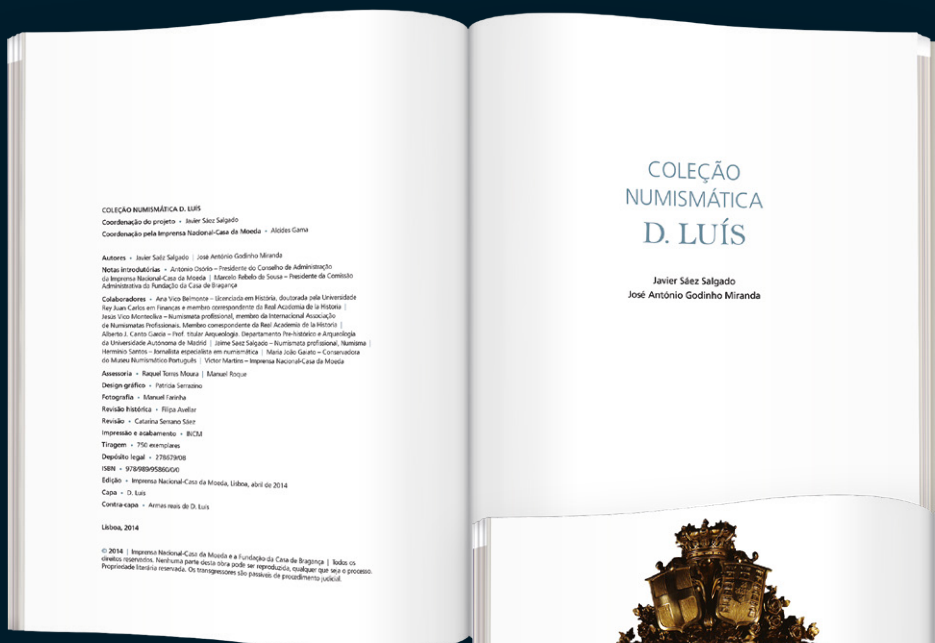 COLEÇÃO NUMISMÁTICA D. LUÍS
Coordenação do projeto • Javier Sáez Salgado
Coordenação pela Imprensa Nacional-Casa da Moeda • Alcides Gama
Autores • Javier Saéz Salgado | José António Godinho Miranda
Notas introdutórias • António Osório – Presidente do Conselho de Administração
da Imprensa Nacional-Casa da Moeda | Marcelo Rebelo de Sousa – Presidente da Comissão
Administrativa da Fundação da Casa de Bragança
Colaboradores • Ana Vico Belmonte – Licenciada em História, doutorada pela Universidade
Rey Juan Carlos em Finanças e membro correspondente da Real Academia de la Historia |
Jesús Vico Monteoliva – Numismata profissional, membro da Internacional Associação
de Numismatas Profissionais. Membro correspondente da Real Academia de la Historia |
Alberto J. Canto García – Prof. titular Arqueologia. Departamento Pré-histórico e Arqueologia
da Universidade Autónoma de Madrid | Jaime Saez Salgado – Numismata profissional, Numisma |
Hermínio Santos – Jornalista especialista em numismática | Maria João Gaiato – Conservadora
do Museu Numismático Português | Victor Martins – Imprensa Nacional-Casa da Moeda
Assessoria • Raquel Torres Moura | Manuel Roque
Design gráfico • Patrícia Serrazino
Fotografia • Manuel Farinha
Revisão histórica • Filipa Avellar
Revisão • Catarina Serrano Sáez
Impressão e acabamento • BICM
Tiragem • 750 exemplares
Depósito legal • 278679/08
ISBN • 978/989/95860/0/0
Edição • Imprensa Nacional-Casa da Moeda, Lisboa, abril de 2014
Capa • D. Luís
Contra-capa • Armas reais de D. Luís
Lisboa, 2014
© 2014 | Imprensa Nacional-Casa da Moeda e a Fundação da Casa de Bragança | Todos os
direitos reservados. Nenhuma parte desta obra pode ser reproduzida, qualquer que seja o processo.
Propriedade literária reservada. Os transgressores são passíveis de procedimento judicial.
COLEÇÃO
NUMISMÁTICA
D. LUÍS
Javier Sáez Salgado
José António Godinho Miranda